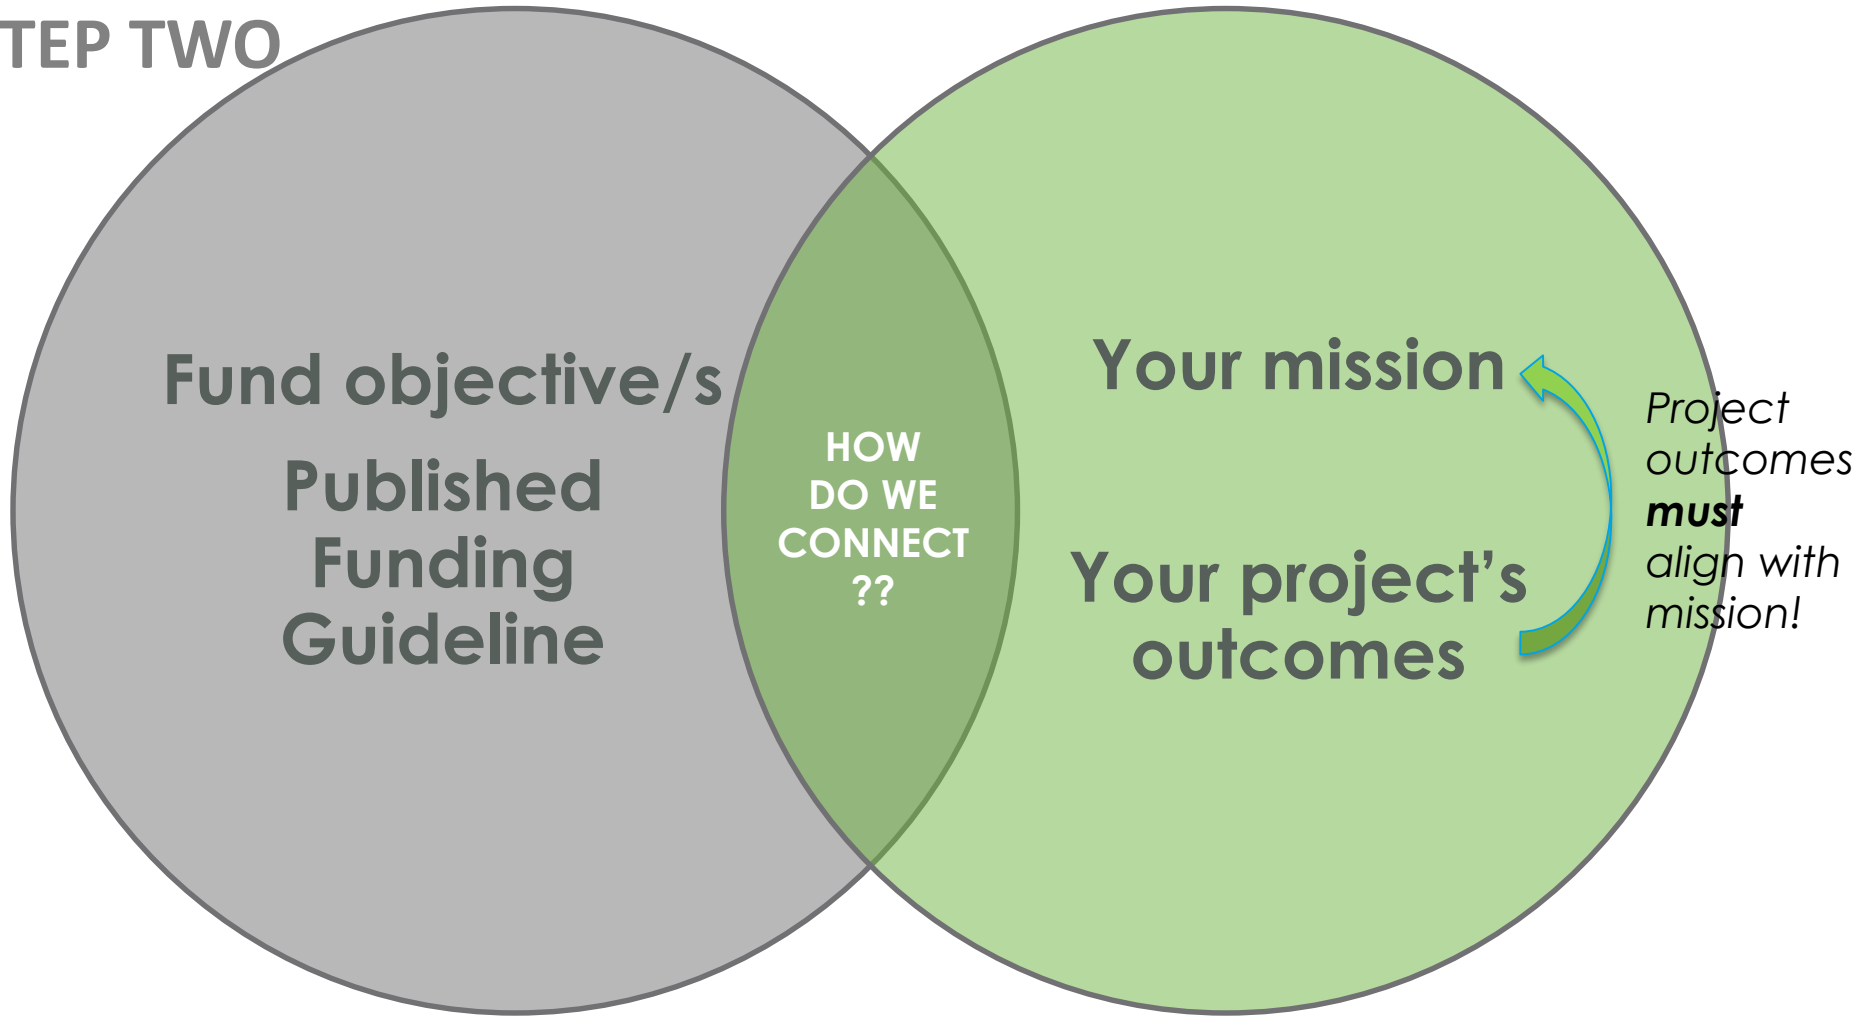 TEP TWO
Fund objective/s
Published
Funding
Guideline
HOW
DO WE
CONNECT
??
Your mission
Your project’s
outcomes
Project
outcomes
must
align with
mission!